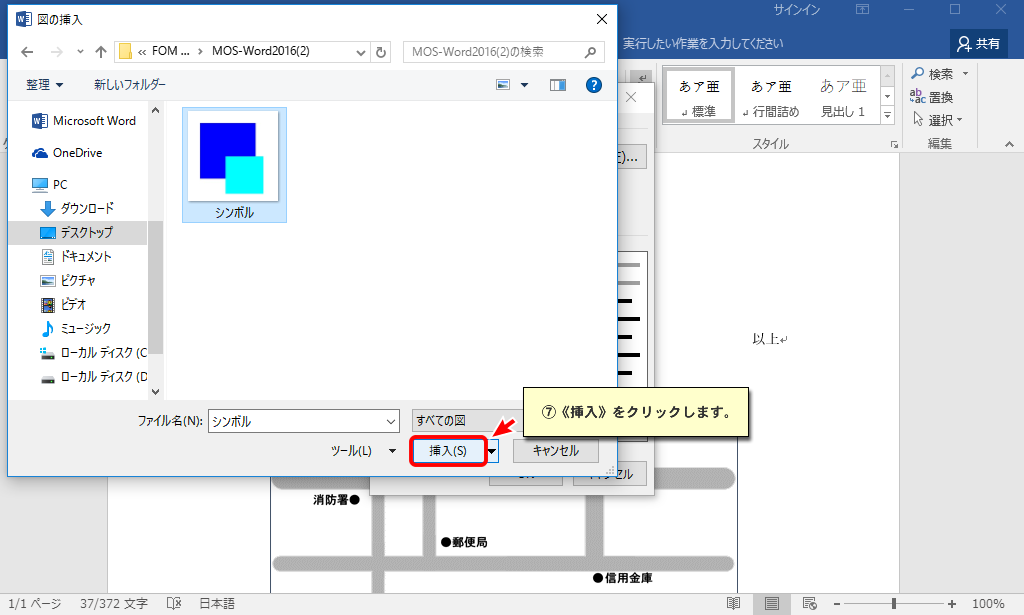 図の挿入
サインイン
« FOM ... › MOS-Word2016(2)
MOS-Word2016(2)の検索
実行したい作業を入力してください
共有
整理
新しいフォルダー
Microsoft Word
OneDrive
PC
ダウンロード
デスクトップ
ドキュメント
ピクチャ
ビデオ
ミュージック
ローカル ディスク (C
ローカル ディスク (D
シンボル
あア亜
↲標準
あア亜
↲行間詰め
あア亜
見出し 1
スタイル
検索
置換
選択
編集
以上↵
ファイル名(N):
シンボル
すべての図
ツール(L)
挿入(S)
キャンセル
⑦《挿入》をクリックします。
消防署●
●郵便局
●信用金庫
1/1 ページ
37/372 文字
日本語
100%